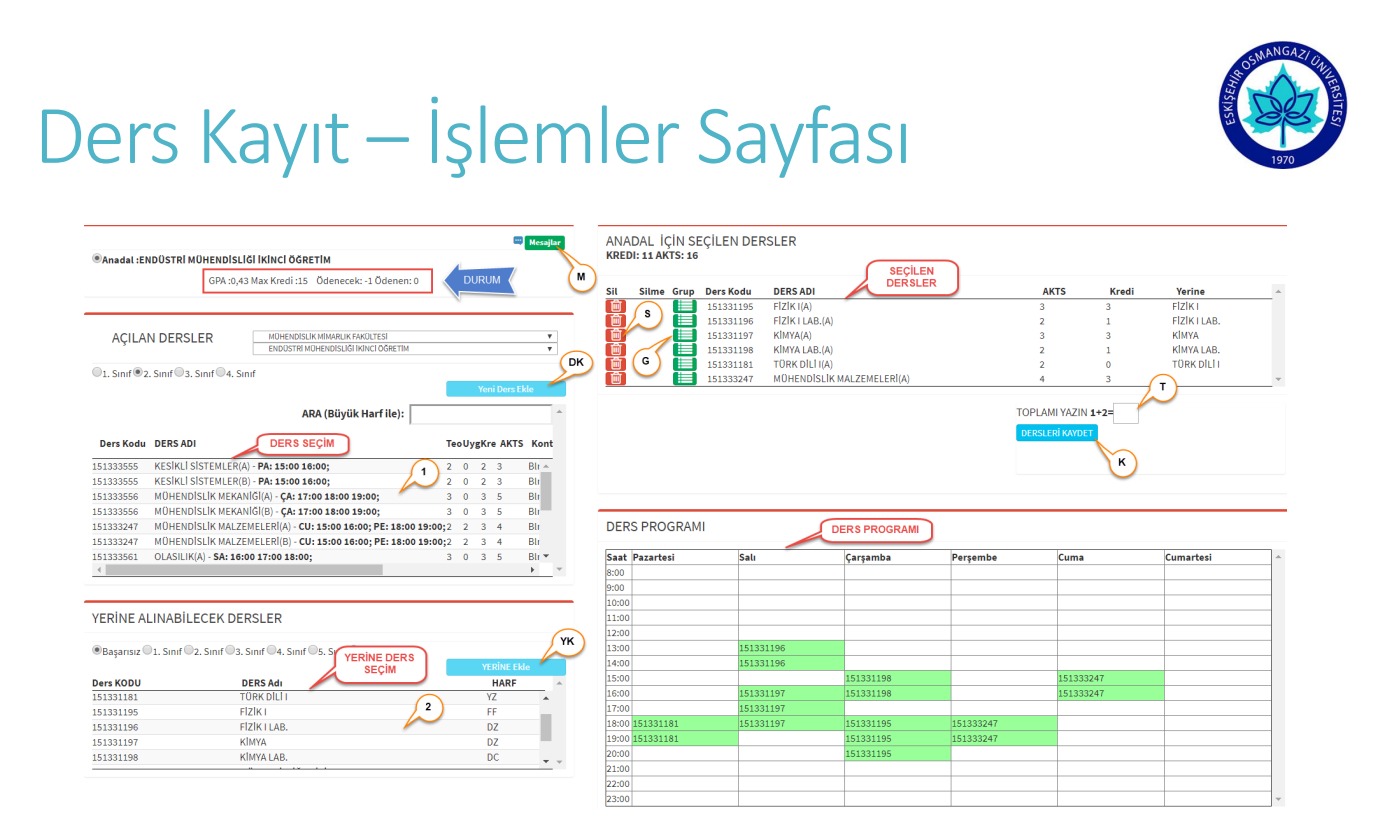 ESKİŞEHİR OSMANGAZİ ÜNİVERSİTESİ
1970
Ders Kayıt – İşlemler Sayfası
Mesajlar
M
Anadal :ENDÜSTRİ MÜHENDİSLİĞİ İKİNCİ ÖĞRETİM
GPA :0,43 Max Kredi :15 Ödenecek: -1 Ödenen: 0
DURUM
AÇILAN DERSLER
MÜHENDİSLİK MİMARLIK FAKÜLTESİ
ENDÜSTRİ MÜHENDİSLİĞİ İKİNCİ ÖĞRETİM
DK
1. Sınıf 2. Sınıf 3. Sınıf 4. Sınıf
Yeni Ders Ekle
ARA (Büyük Harf ile):
DERS SEÇİM
Ders Kodu DERS ADI Teo Uyg Kre AKTS Kont
151333555 KESİKLİ SİSTEMLER(A) - PA: 15:00 16:00; 2 0 2 3
151333555 KESİKLİ SİSTEMLER(B) - PA: 15:00 16:00; 2 0 2 3
1
151333556 MÜHENDİSLİK MEKANİĞİ(A) - ÇA: 17:00 18:00 19:00; 3 0 3 5
151333556 MÜHENDİSLİK MEKANİĞİ(B) - ÇA: 17:00 18:00 19:00; 3 0 3 5
151333247 MÜHENDİSLİK MALZEMELERİ(A) - CU: 15:00 16:00; PE: 18:00 19:00; 2 2 3 4
151333247 MÜHENDİSLİK MALZEMELERİ(B) - CU: 15:00 16:00; PE: 18:00 19:00; 2 2 3 4
151333561 OLASILIK(A) - SA: 16:00 17:00 18:00; 3 0 3 5
YERİNE ALINABİLECEK DERSLER
YK
Başarısız 1. Sınıf 2. Sınıf 3. Sınıf 4. Sınıf 5.
YERİNE DERS
SEÇİM
YERİNE Ekle
Ders KODU DERS Adı HARF
151331181 TÜRK DİLİ I YZ
151331195 FİZİK I FF
2
151331196 FİZİK I LAB. DZ
151331197 KİMYA DZ
151331198 KİMYA LAB. DC
ANADAL İÇİN SEÇİLEN DERSLER
KREDI: 11 AKTS: 16
SEÇİLEN
DERSLER
Sil Silme Grup Ders Kodu DERS ADI AKTS Kredi Yerine
151331195 FİZİK I(A) 3 3 FİZİK I
S
151331196 FİZİK I LAB.(A) 2 1 FİZİK I LAB.
151331197 KİMYA(A) 3 3 KİMYA
G
151331198 KİMYA LAB.(A) 2 1 KİMYA LAB.
151331181 TÜRK DİLİ I(A) 2 0 TÜRK DİLİ I
151333247 MÜHENDİSLİK MALZEMELERİ(A) 4 3
T
TOPLAMI YAZIN 1+2=
DERSLERİ KAYDET
K
DERS PROGRAMI
DERS PROGRAMI
Saat Pazartesi Salı Çarşamba Perşembe Cuma Cumartesi
8:00
9:00
10:00
11:00
12:00
13:00 151331196
14:00 151331196
15:00 151331198 151333247
16:00 151331197 151331198 151333247
17:00 151331197
18:00 151331181 151331197 151331195 151333247
19:00 151331181 151331195 151333247
20:00 151331195
21:00
22:00
23:00